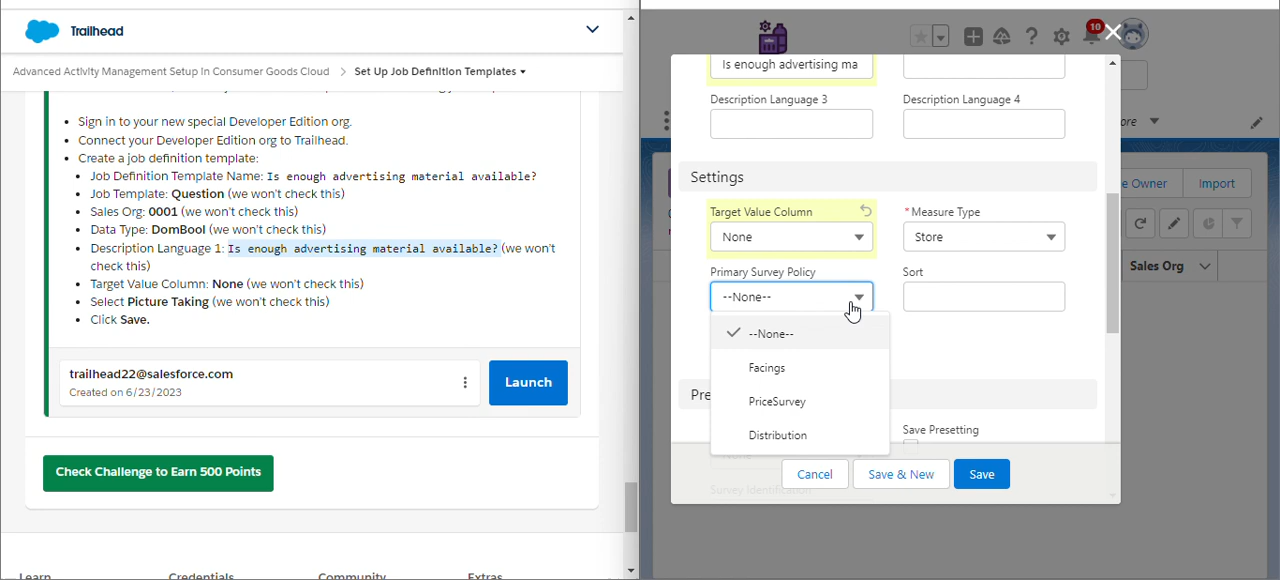 Trailhead
Advanced Activity Management Setup in Consumer Goods Cloud > Set Up Job Definition Templates
Sign in to your new special Developer Edition org.
Connect your Developer Edition org to Trailhead.
Create a job definition template:
Job Definition Template Name: Is enough advertising material available?
Job Template: Question (we won't check this)
Sales Org: 0001 (we won't check this)
Data Type: DomBool (we won't check this)
Description Language 1: Is enough advertising material available? (we won't
check this)
Target Value Column: None (we won't check this)
Select Picture Taking (we won't check this)
Click Save.
trailhead22@salesforce.com
Created on 6/23/2023
Launch
Check Challenge to Earn 500 Points
Learn Credentials Community Extras
10
ore
e Owner
Import
Sales Org
Is enough advertising ma
Description Language 3
Description Language 4
Settings
Target Value Column
None
*Measure Type
Store
Primary Survey Policy
--None--
Sort
--None--
Facings
PriceSurvey
Distribution
Pre
Save Presetting
Survey Identification
Cancel
Save & New
Save